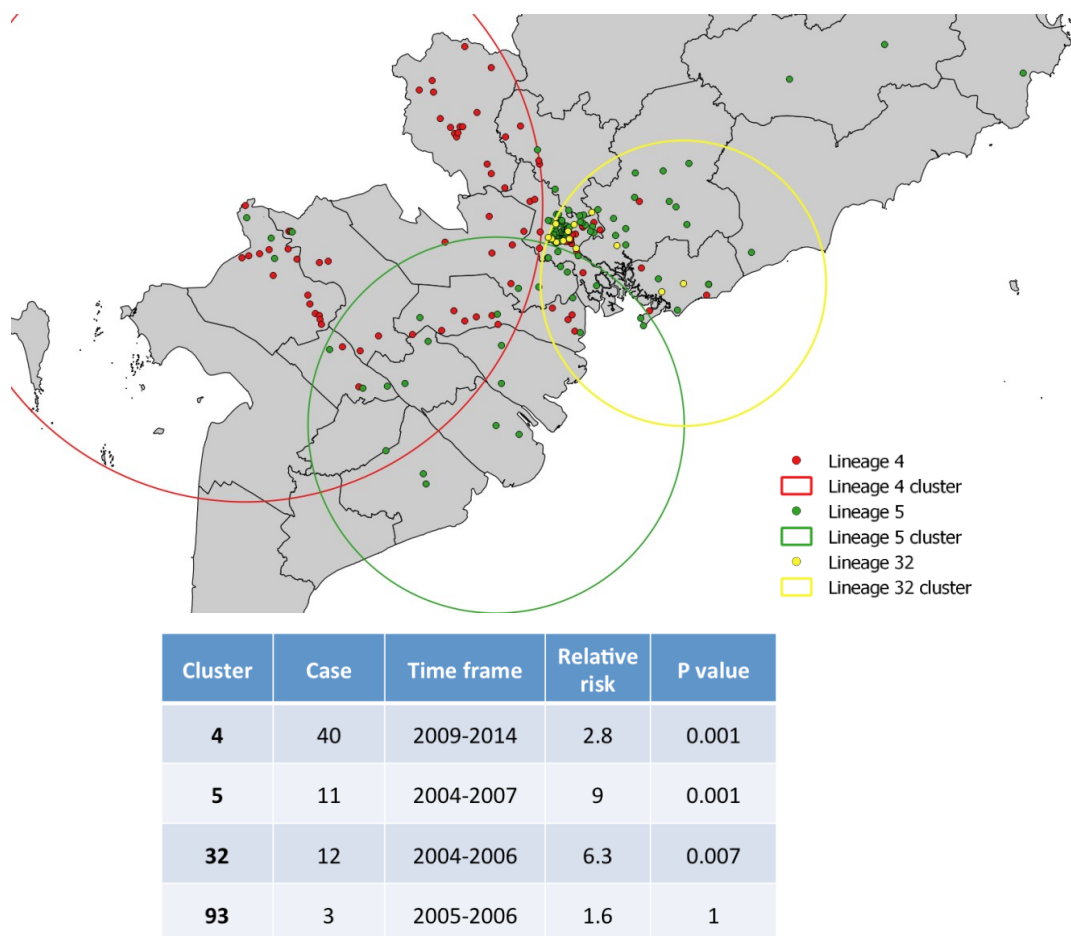 Lineage 4
Lineage 4 cluster
Lineage 5
Lineage 5 cluster
Lineage 32
Lineage 32 cluster
Cluster Case Time frame Relative risk P value
4 40 2009-2014 2.8 0.001
5 11 2004-2007 9 0.001
32 12 2004-2006 6.3 0.007
93 3 2005-2006 1.6 1